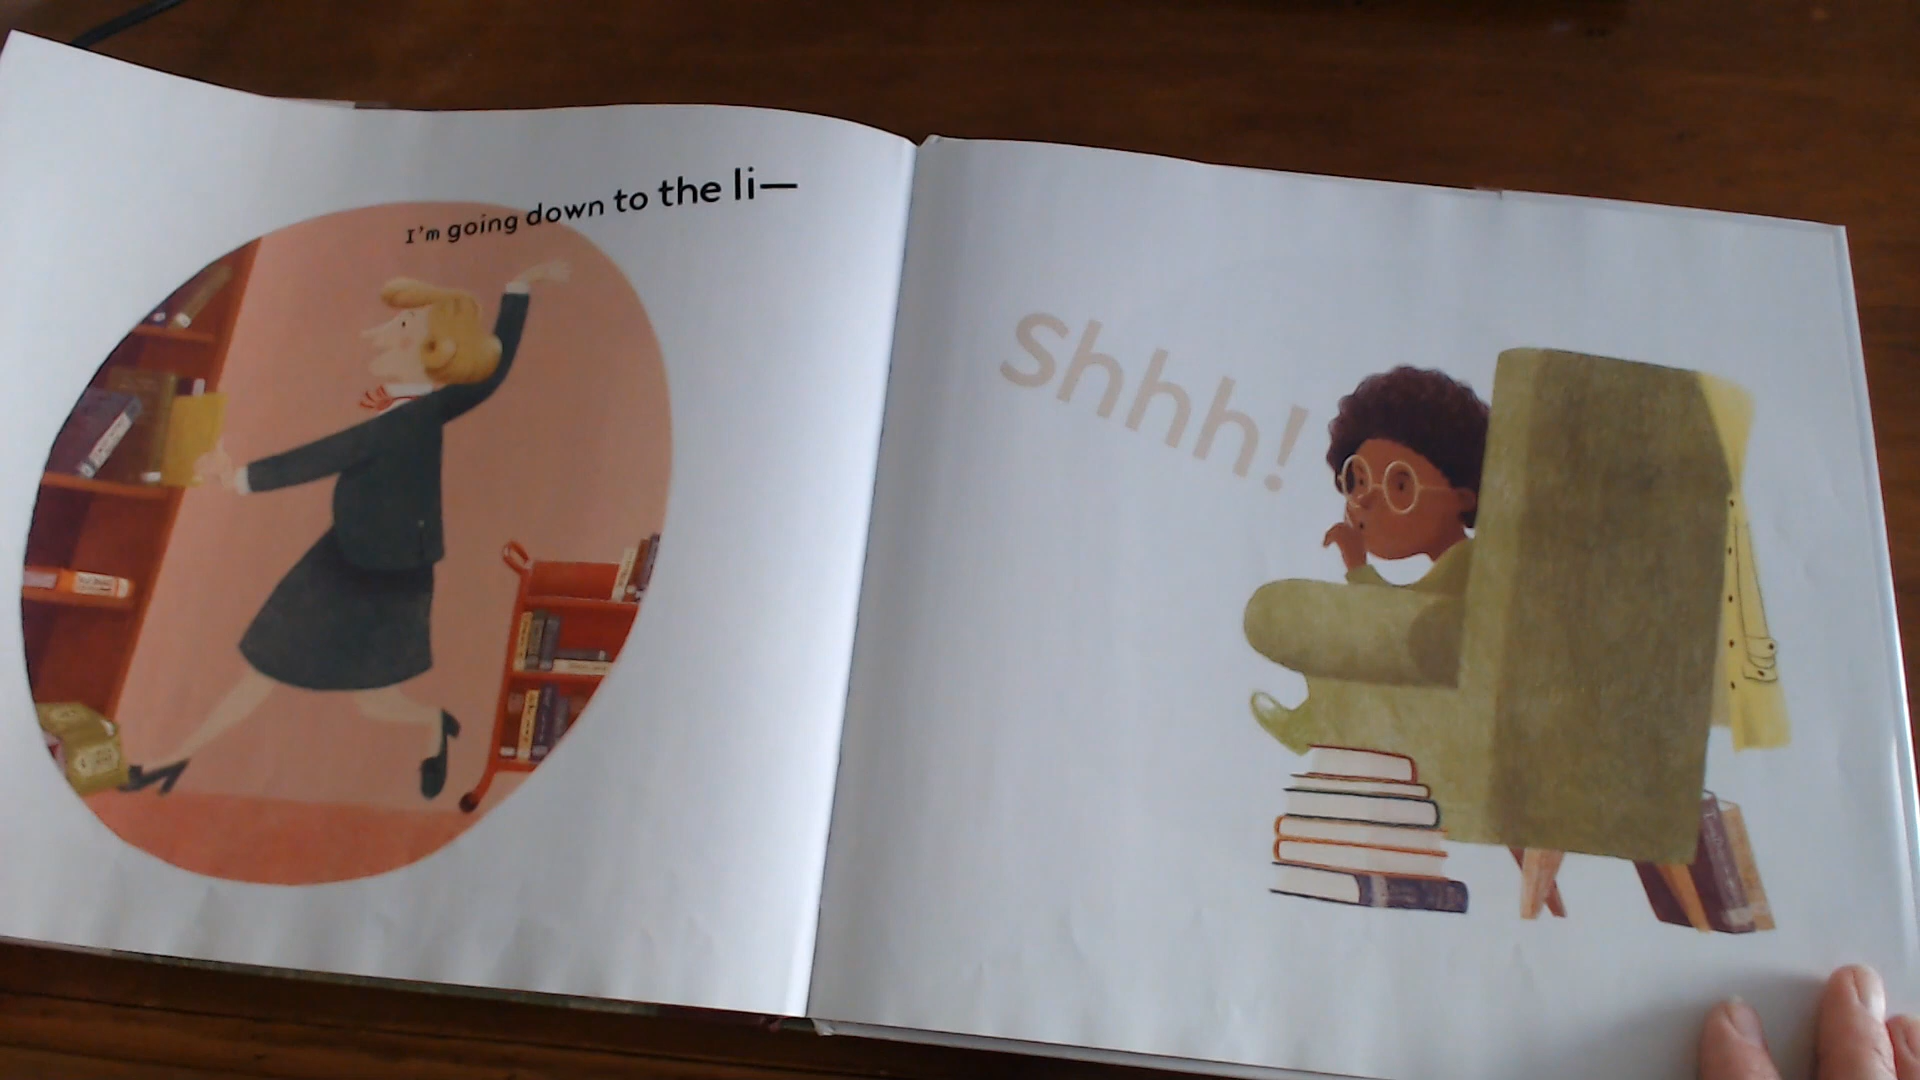 I'm going down to the li—
shhh!